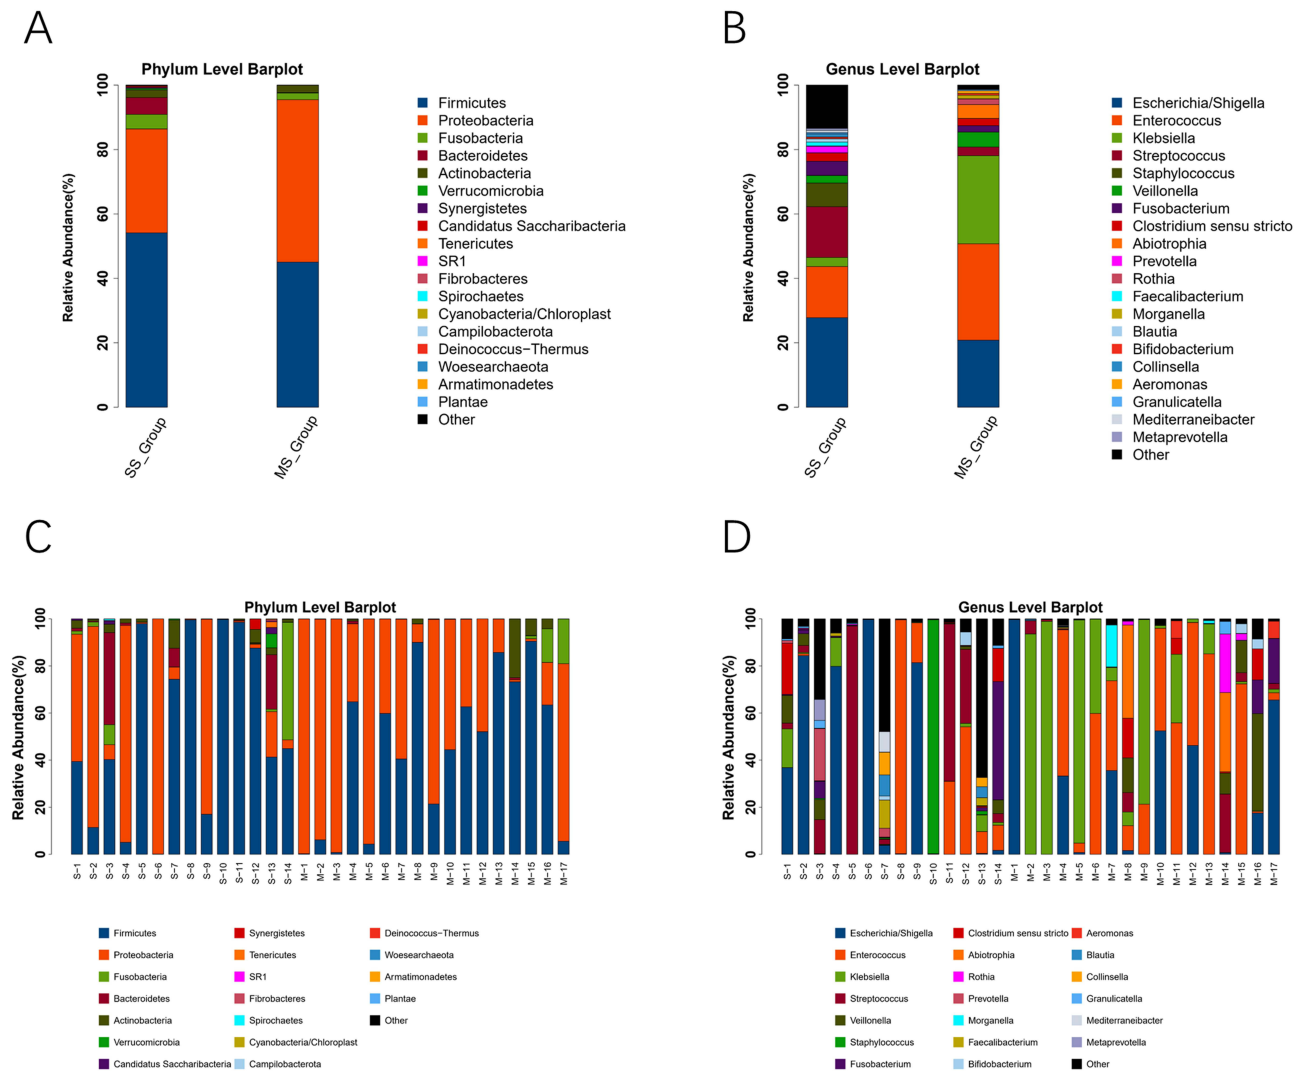 A
Phylum Level Barplot
Relative Abundance(%)
100
80
60
40
20
0
SS_Group
MS_Group
Firmicutes
Proteobacteria
Fusobacteria
Bacteroidetes
Actinobacteria
Verrucomicrobia
Synergistetes
Candidatus Saccharibacteria
Tenericutes
SR1
Fibrobacteres
Spirochaetes
Cyanobacteria/Chloroplast
Campilobacterota
Deinococcus−Thermus
Woesearchaeota
Armatimonadetes
Plantae
Other
B
Genus Level Barplot
Relative Abundance(%)
100
80
60
40
20
0
SS_Group
MS_Group
Escherichia/Shigella
Enterococcus
Klebsiella
Streptococcus
Staphylococcus
Veillonella
Fusobacterium
Clostridium sensu stricto
Abiotrophia
Prevotella
Rothia
Faecalibacterium
Morganella
Blautia
Bifidobacterium
Collinsella
Aeromonas
Granulicatella
Mediterraneibacter
Metaprevotella
Other
C
Phylum Level Barplot
Relative Abundance(%)
100
80
60
40
20
0
S−1
S−2
S−3
S−4
S−5
S−6
S−7
S−8
S−9
S−10
S−11
S−12
S−13
S−14
M−1
M−2
M−3
M−4
M−5
M−6
M−7
M−8
M−9
M−10
M−11
M−12
M−13
M−14
M−15
M−16
M−17
Firmicutes
Proteobacteria
Fusobacteria
Bacteroidetes
Actinobacteria
Verrucomicrobia
Candidatus Saccharibacteria
Synergistetes
Tenericutes
SR1
Fibrobacteres
Spirochaetes
Cyanobacteria/Chloroplast
Campilobacterota
Deinococcus−Thermus
Woesearchaeota
Armatimonadetes
Plantae
Other
D
Genus Level Barplot
Relative Abundance(%)
100
80
60
40
20
0
S−1
S−2
S−3
S−4
S−5
S−6
S−7
S−8
S−9
S−10
S−11
S−12
S−13
S−14
M−1
M−2
M−3
M−4
M−5
M−6
M−7
M−8
M−9
M−10
M−11
M−12
M−13
M−14
M−15
M−16
M−17
Escherichia/Shigella
Enterococcus
Klebsiella
Streptococcus
Veillonella
Staphylococcus
Fusobacterium
Clostridium sensu stricto
Abiotrophia
Rothia
Prevotella
Morganella
Faecalibacterium
Bifidobacterium
Aeromonas
Blautia
Collinsella
Granulicatella
Mediterraneibacter
Metaprevotella
Other